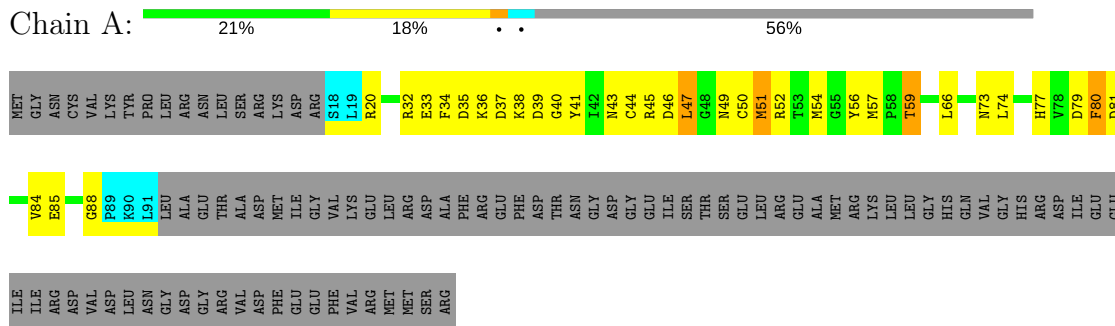 Chain A:
21% 18% . . 56%
MET GLY ASN CYS VAL LYS TYR PRO LEU ARG ASN LEU SER ARG LYS ASP ARG S18 L19 R20 R32 E33 F34 D35 K36 D37 K38 D39 G40 Y41 I42 N43 C44 R45 D46 L47 G48 N49 C50 M51 R52 T53 M54 G55 Y56 M57 P58 T59 L66 N73 L74 H77 V78 D79 F80 D81
V84 E85 G88 P89 K90 L91 LEU ALA GLU THR ALA ASP MET ILE GLY VAL LYS GLU LEU ARG ASP ALA PHE ARG GLU PHE ASP THR ASN GLY ASP GLY GLU ILE SER THR SER GLU LEU ARG GLU ALA MET ARG LYS LEU LEU GLY HIS GLN VAL GLY HIS ARG ASP ILE GLU GLU
ILE ILE ARG ASP VAL ASP LEU ASN GLY ASP GLY ARG VAL ASP PHE GLU GLU PHE VAL ARG MET MET SER ARG